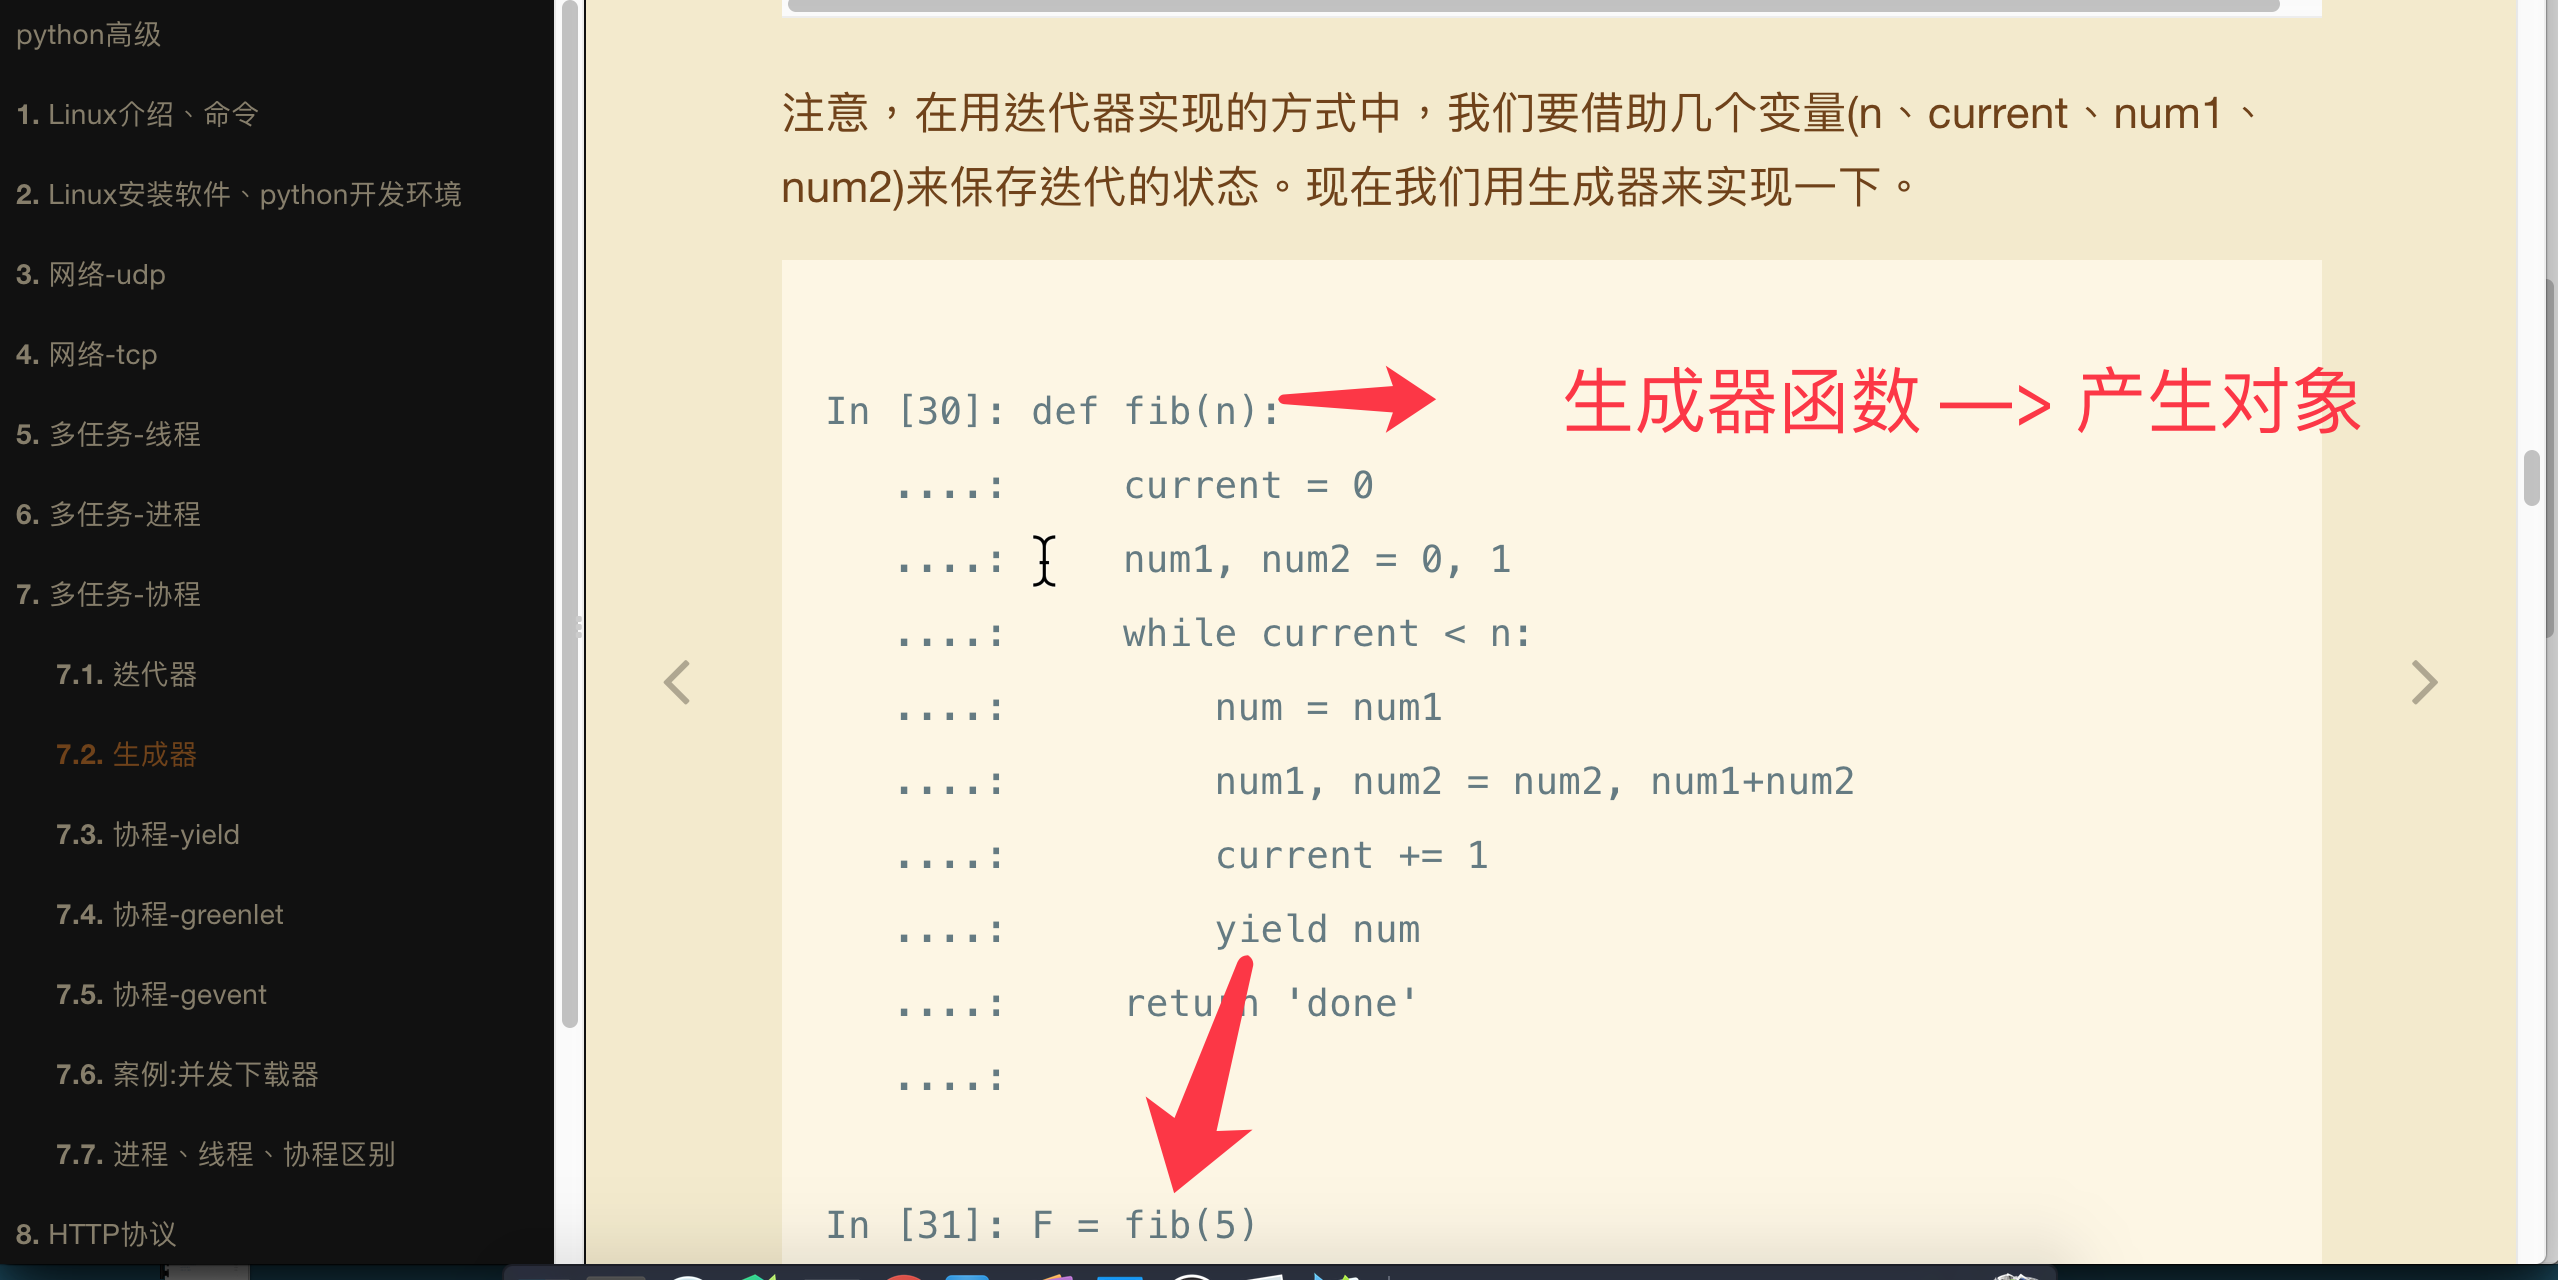 python高级
1. Linux介绍、命令
2. Linux安装软件、python开发环境
3. 网络-udp
4. 网络-tcp
5. 多任务-线程
6. 多任务-进程
7. 多任务-协程
7.1. 迭代器
7.2. 生成器
7.3. 协程-yield
7.4. 协程-greenlet
7.5. 协程-gevent
7.6. 案例:并发下载器
7.7. 进程、线程、协程区别
8. HTTP协议
注意，在用迭代器实现的方式中，我们要借助几个变量(n、current、num1、
num2)来保存迭代的状态。现在我们用生成器来实现一下。
In [30]: def fib(n):
生成器函数 —> 产生对象
....:     current = 0
....:     num1, num2 = 0, 1
....:     while current < n:
....:         num = num1
....:         num1, num2 = num2, num1+num2
....:         current += 1
....:         yield num
....:     return 'done'
....:
In [31]: F = fib(5)